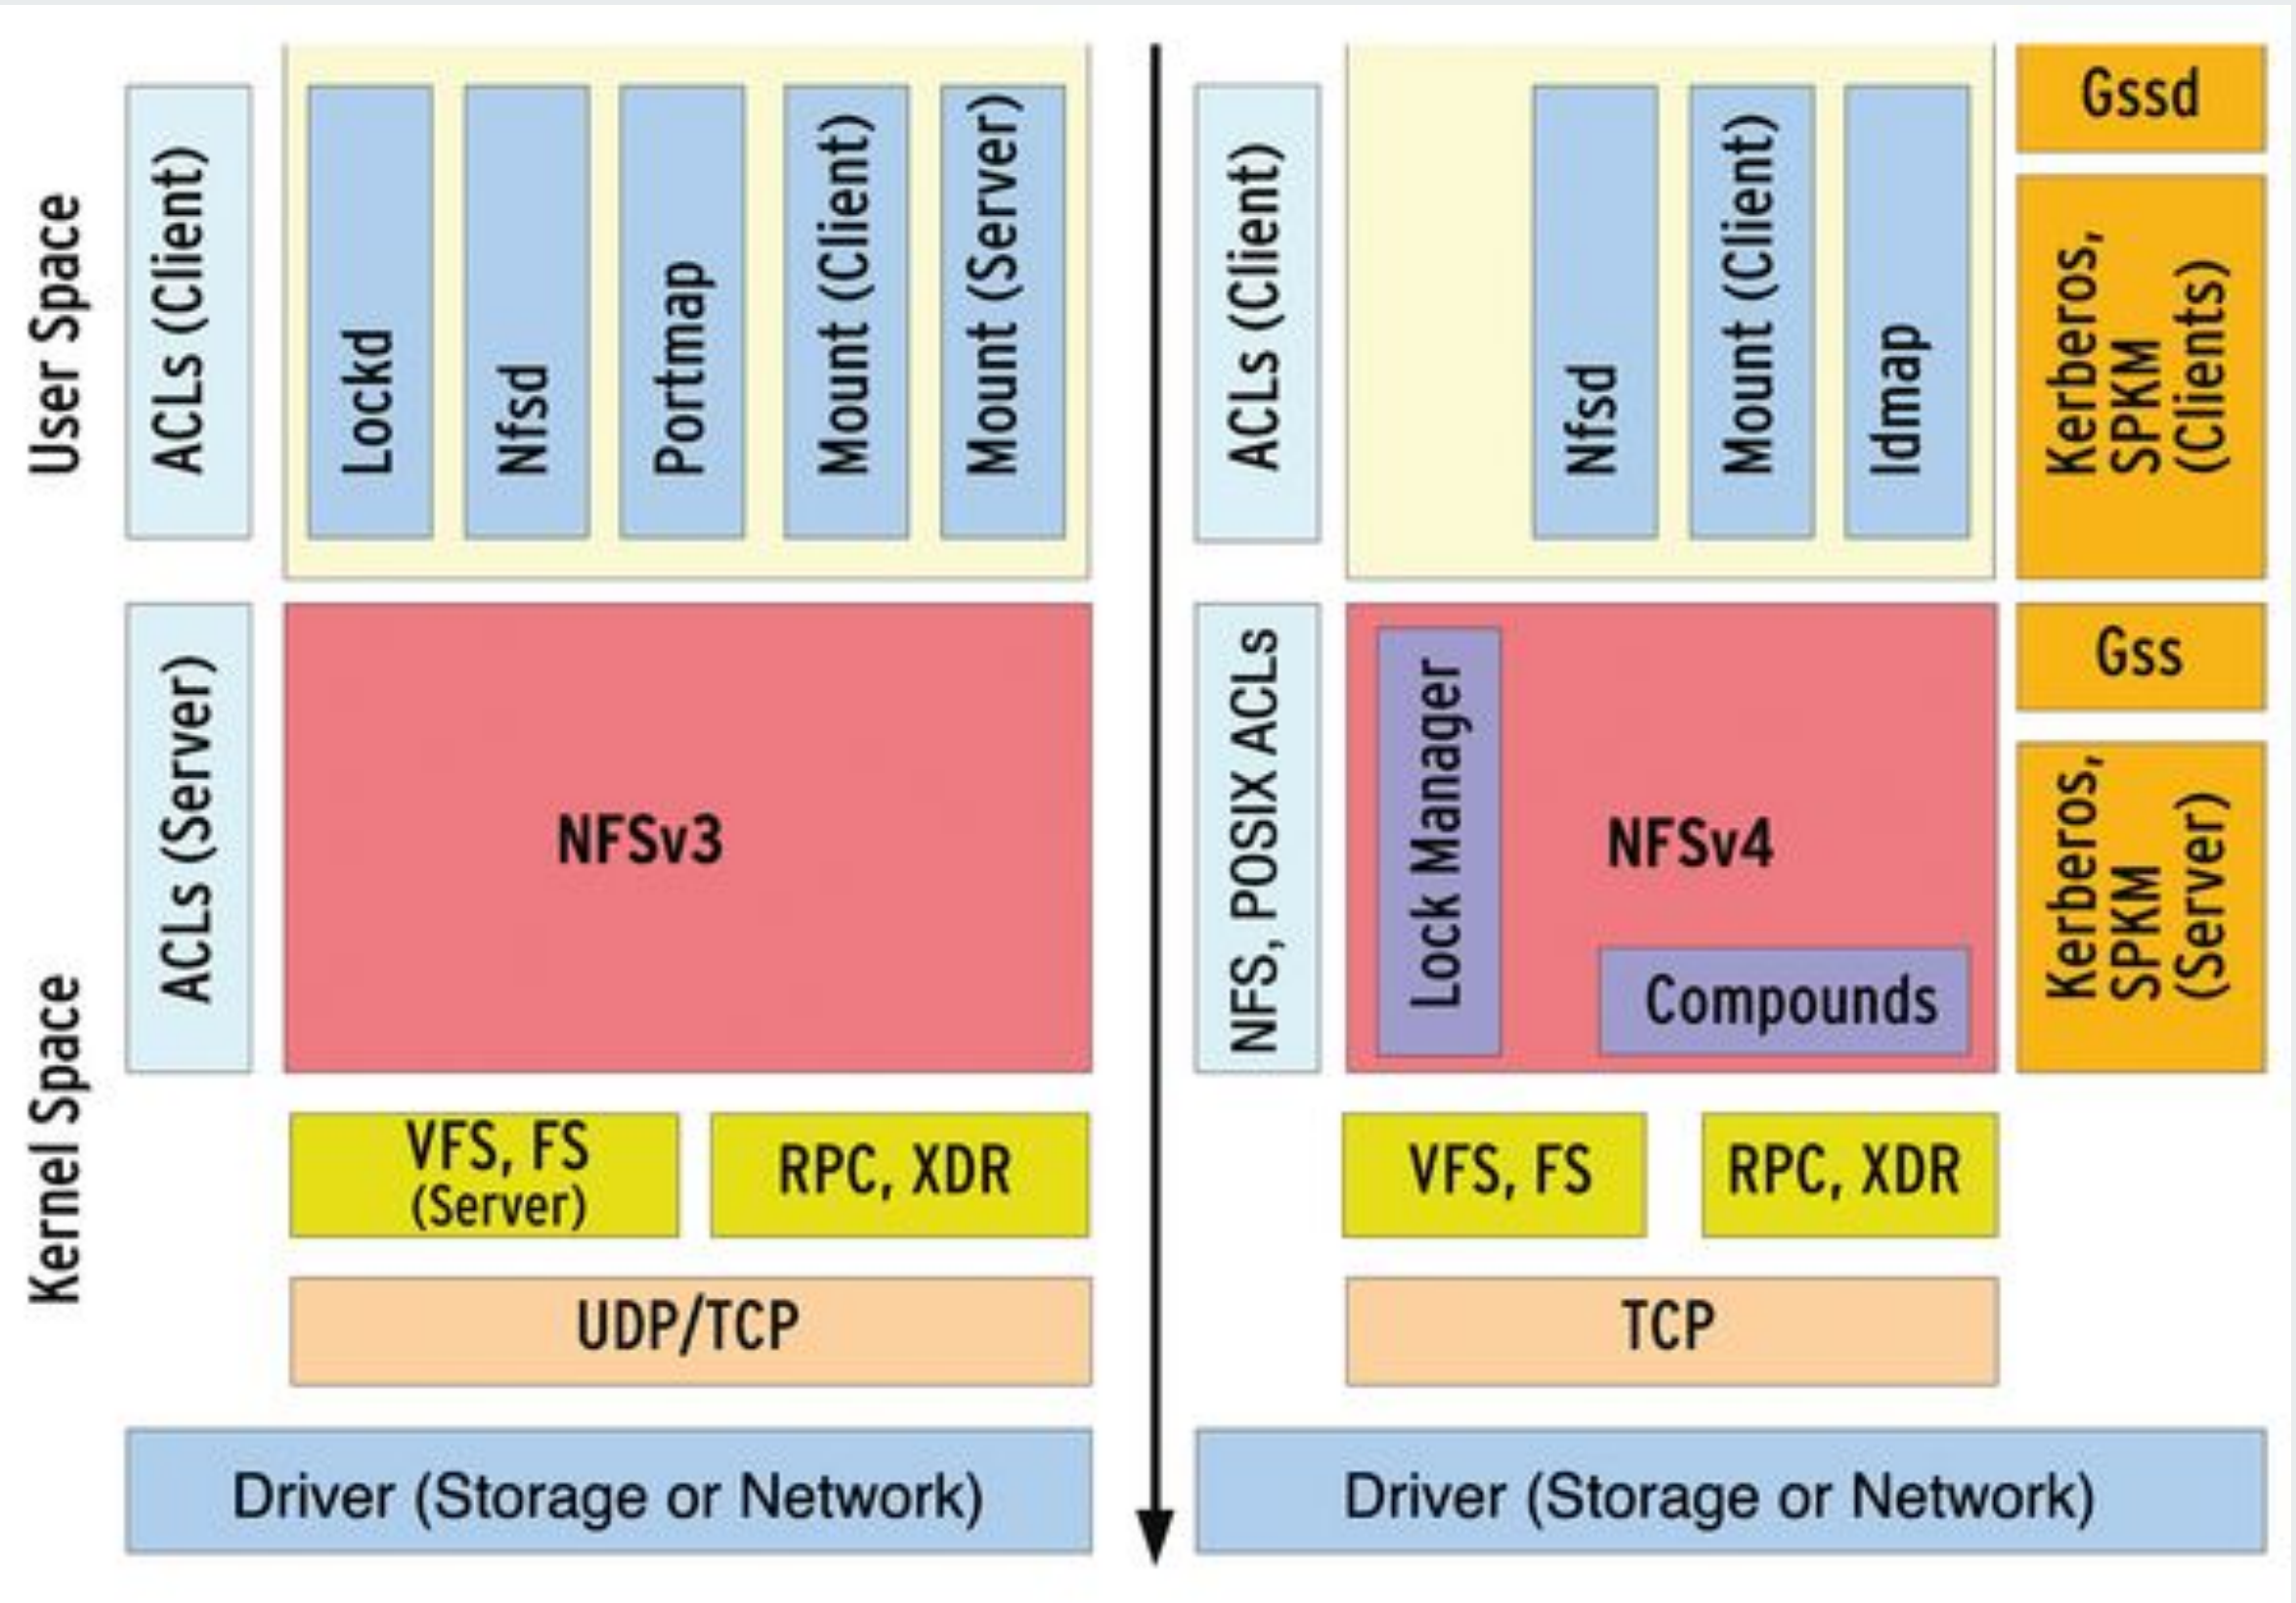 User Space
ACLs (Client)
Lockd
Nfsd
Portmap
Mount (Client)
Mount (Server)
ACLs (Client)
Nfsd
Mount (Client)
Idmap
Gssd
Kerberos,
SPKM
(Clients)
Kernel Space
ACLs (Server)
NFSv3
NFS, POSIX ACLs
Lock Manager
NFSv4
Compounds
Gss
Kerberos,
SPKM
(Server)
VFS, FS
(Server)
RPC, XDR
VFS, FS
RPC, XDR
UDP/TCP
TCP
Driver (Storage or Network)
Driver (Storage or Network)